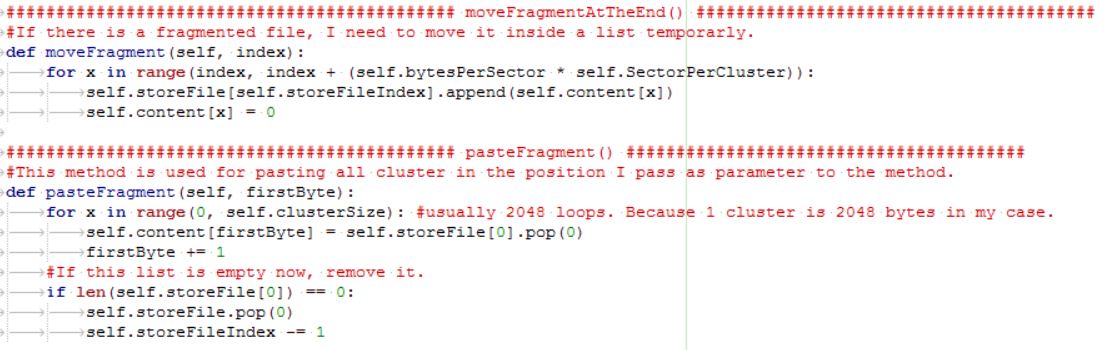 ############################################# moveFragmentAtTheEnd() ########################################
#If there is a fragmented file, I need to move it inside a list temporarly.
def moveFragment(self, index):
for x in range(index, index + (self.bytesPerSector * self.SectorPerCluster)):
self.storeFile[self.storeFileIndex].append(self.content[x])
self.content[x] = 0
############################################# pasteFragment() ########################################
#This method is used for pasting all cluster in the position I pass as parameter to the method.
def pasteFragment(self, firstByte):
for x in range(0, self.clusterSize): #usually 2048 loops. Because 1 cluster is 2048 bytes in my case.
self.content[firstByte] = self.storeFile[0].pop(0)
firstByte += 1
#If this list is empty now, remove it.
if len(self.storeFile[0]) == 0:
self.storeFile.pop(0)
self.storeFileIndex -= 1